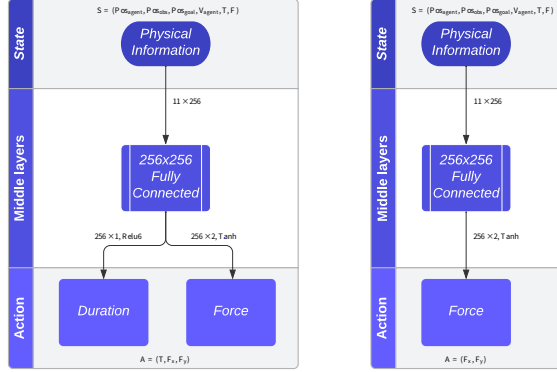 S = (Pos_agent, Pos_obs, Pos_goal, V_agent, T, F)
State
Physical
Information
11×256
Middle layers
256x256
Fully
Connected
256×1, Relu6
256×2, Tanh
Action
Duration
Force
A = (T, F_x, F_y)
S = (Pos_agent, Pos_obs, Pos_goal, V_agent, T, F)
State
Physical
Information
11×256
Middle layers
256x256
Fully
Connected
256×2, Tanh
Action
Force
A = (F_x, F_y)